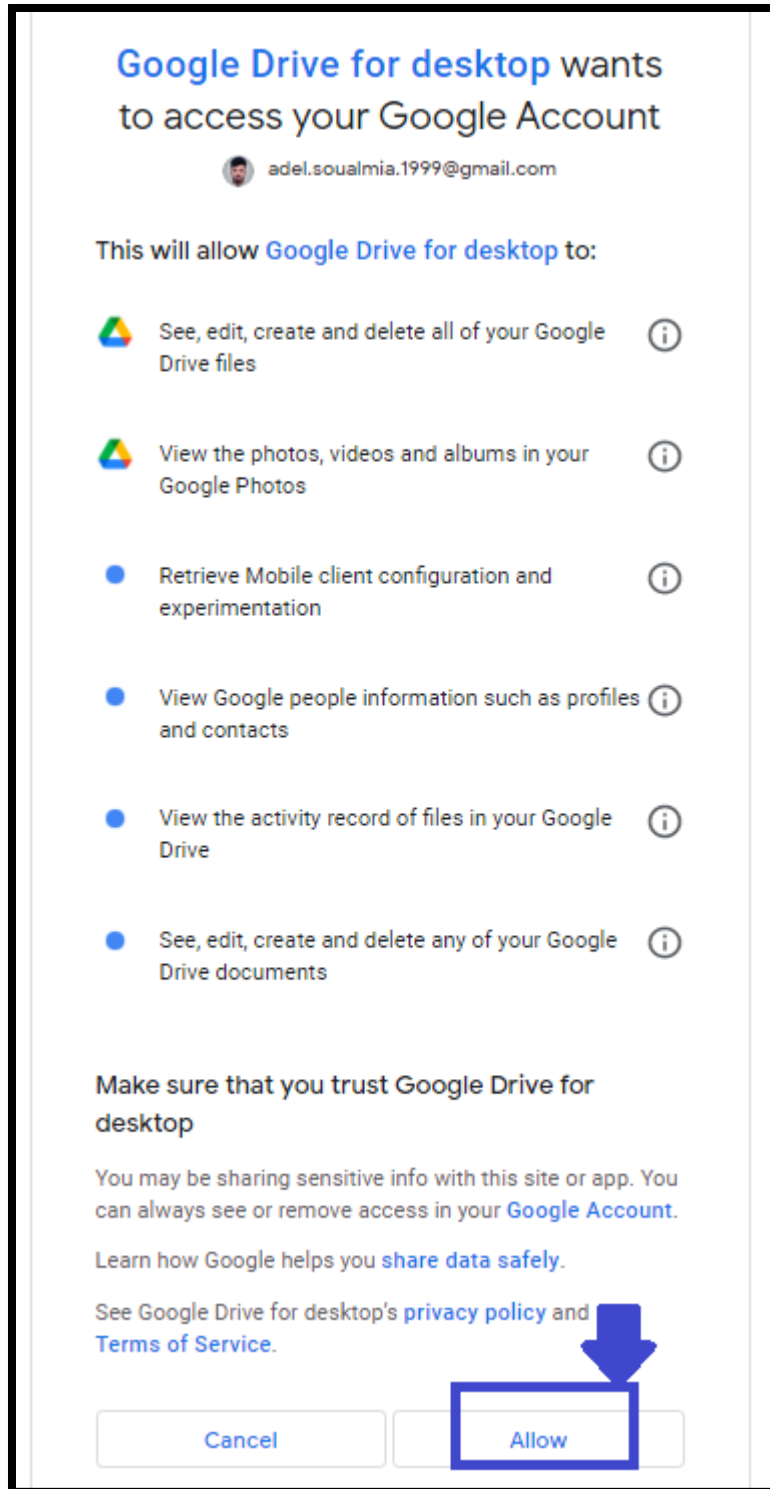 Google Drive for desktop wants
to access your Google Account
adel.soualmia.1999@gmail.com
This will allow Google Drive for desktop to:
See, edit, create and delete all of your Google
Drive files
View the photos, videos and albums in your
Google Photos
Retrieve Mobile client configuration and
experimentation
View Google people information such as profiles
and contacts
View the activity record of files in your Google
Drive
See, edit, create and delete any of your Google
Drive documents
Make sure that you trust Google Drive for
desktop
You may be sharing sensitive info with this site or app. You
can always see or remove access in your Google Account.
Learn how Google helps you share data safely.
See Google Drive for desktop's privacy policy and
Terms of Service.
Cancel
Allow